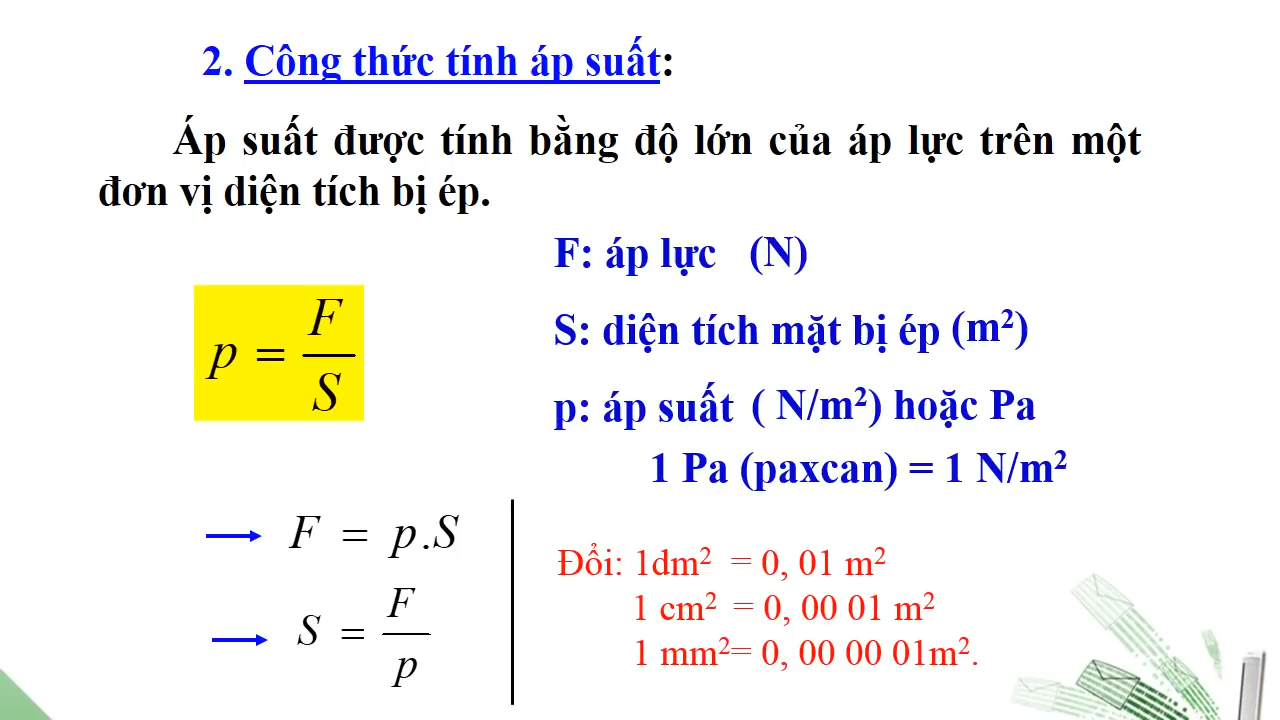 2. Công thức tính áp suất:
Áp suất được tính bằng độ lớn của áp lực trên một
đơn vị diện tích bị ép.
p = F/S
F: áp lực (N)
S: diện tích mặt bị ép (m²)
p: áp suất ( N/m²) hoặc Pa
1 Pa (paxcan) = 1 N/m²
F = p.S
S = F/p
Đổi: 1dm² = 0, 01 m²
1 cm² = 0, 00 01 m²
1 mm²= 0, 00 00 01m².